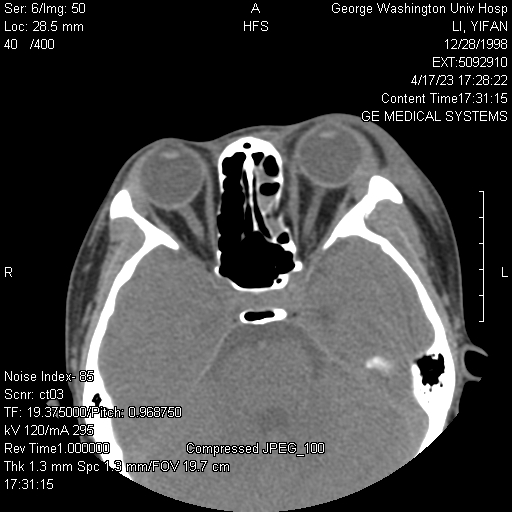 Ser: 6/Img: 50
Loc: 28.5 mm
40 /400
A
HFS
George Washington Univ Hosp
LI, YIFAN
12/28/1998
EXT:5092910
4/17/23 17:28:22
Content Time17:31:15
GE MEDICAL SYSTEMS
R
L
Noise Index- 85
Scnr: ct03
TF: 19.375000/Pitch: 0.968750
kV 120/mA 295
Rev Time1.000000
Compressed JPEG_100
Thk 1.3 mm Spc 1.3 mm/FOV 19.7 cm
17:31:15